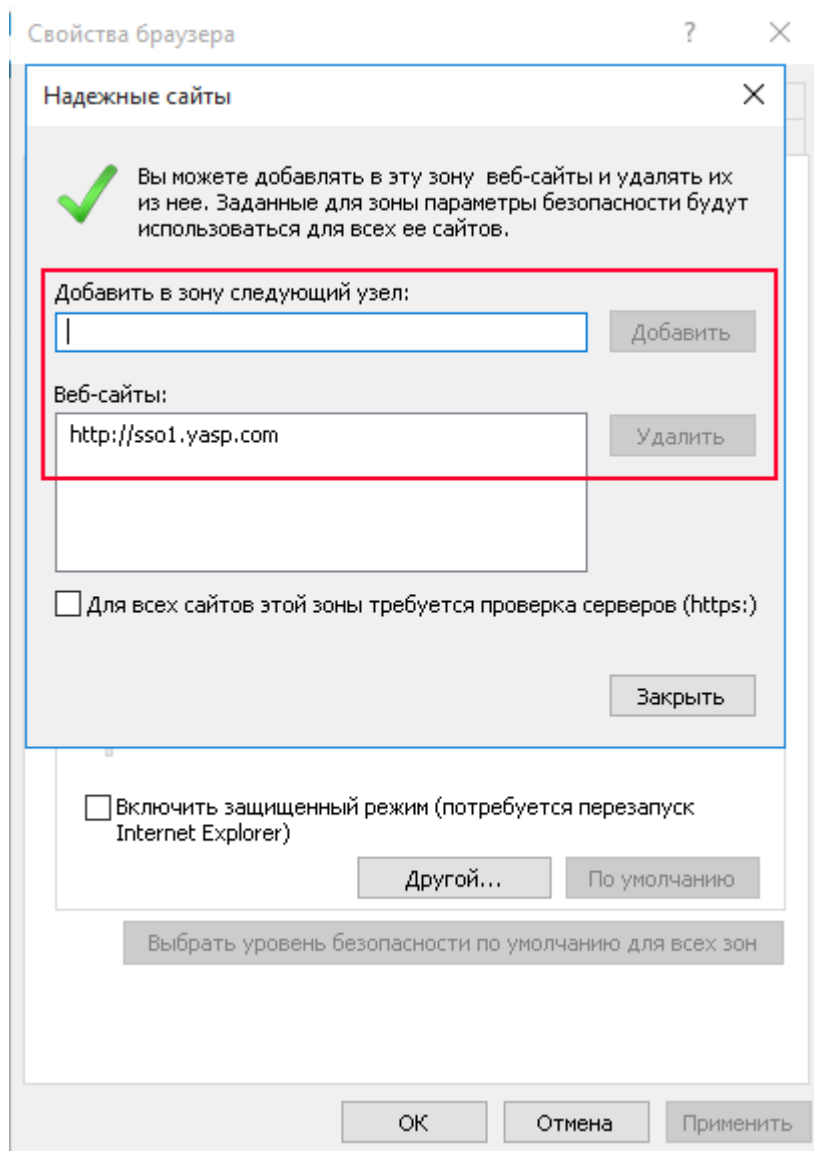 Свойства браузера
?
Надежные сайты
Вы можете добавлять в эту зону веб-сайты и удалять их
из нее. Заданные для зоны параметры безопасности будут
использоваться для всех ее сайтов.
Добавить в зону следующий узел:
Добавить
Веб-сайты:
http://sso1.yasp.com
Удалить
Для всех сайтов этой зоны требуется проверка серверов (https:)
Закрыть
Включить защищенный режим (потребуется перезапуск
Internet Explorer)
Другой...
По умолчанию
Выбрать уровень безопасности по умолчанию для всех зон
ОК
Отмена
Применить